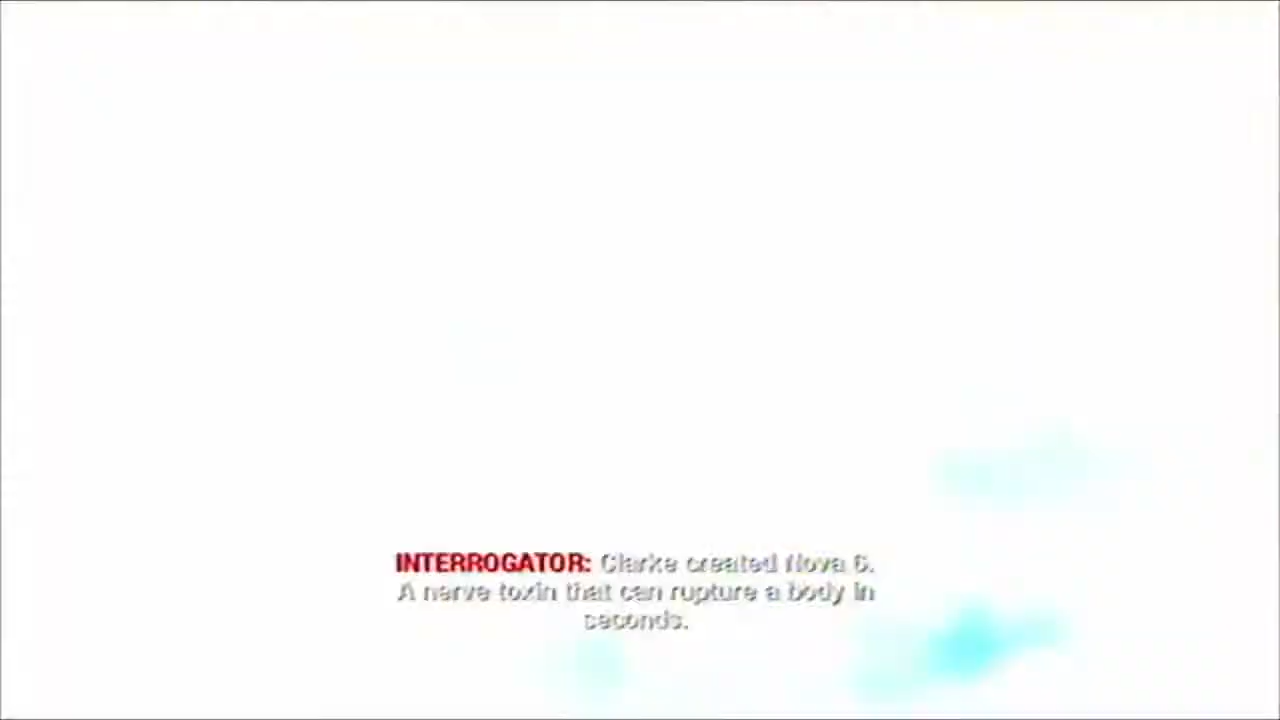 INTERROGATOR: Clarke created Nova 6.
A nerve toxin that can rupture a body in
seconds.